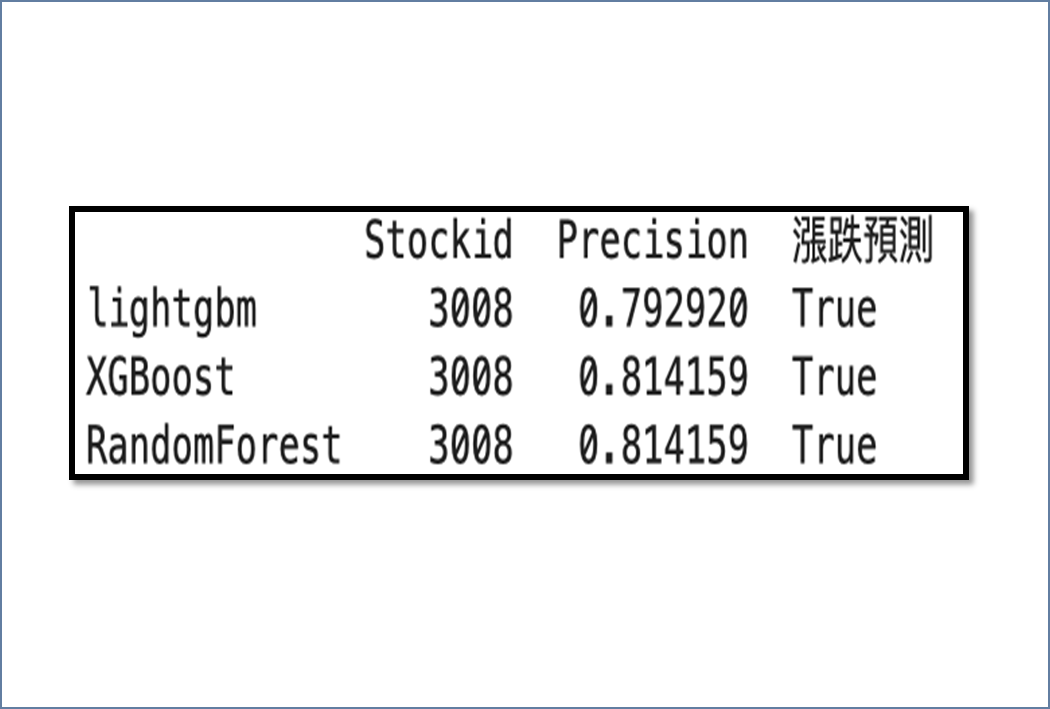 Stockid Precision 漲跌預測
lightgbm 3008 0.792920 True
XGBoost 3008 0.814159 True
RandomForest 3008 0.814159 True